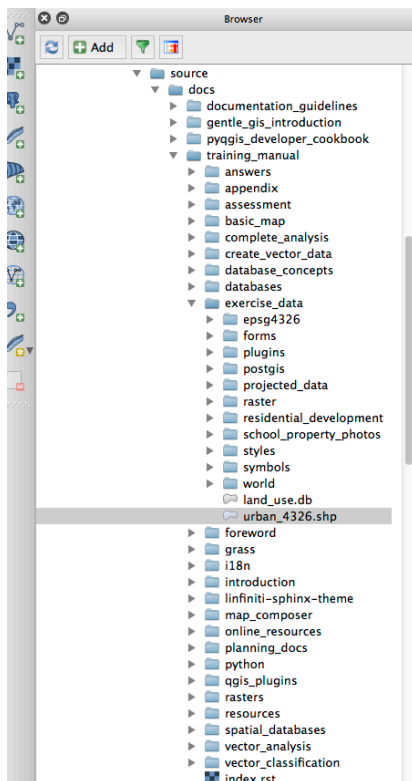 Browser
Add
source
docs
documentation_guidelines
gentle_gis_introduction
pyqgis_developer_cookbook
training_manual
answers
appendix
assessment
basic_map
complete_analysis
create_vector_data
database_concepts
databases
exercise_data
epsg4326
forms
plugins
postgis
projected_data
raster
residential_development
school_property_photos
styles
symbols
world
land_use.db
urban_4326.shp
foreword
grass
i18n
introduction
linfiniti-sphinx-theme
map_composer
online_resources
planning_docs
python
qgis_plugins
rasters
resources
spatial_databases
vector_analysis
vector_classification
index.rst